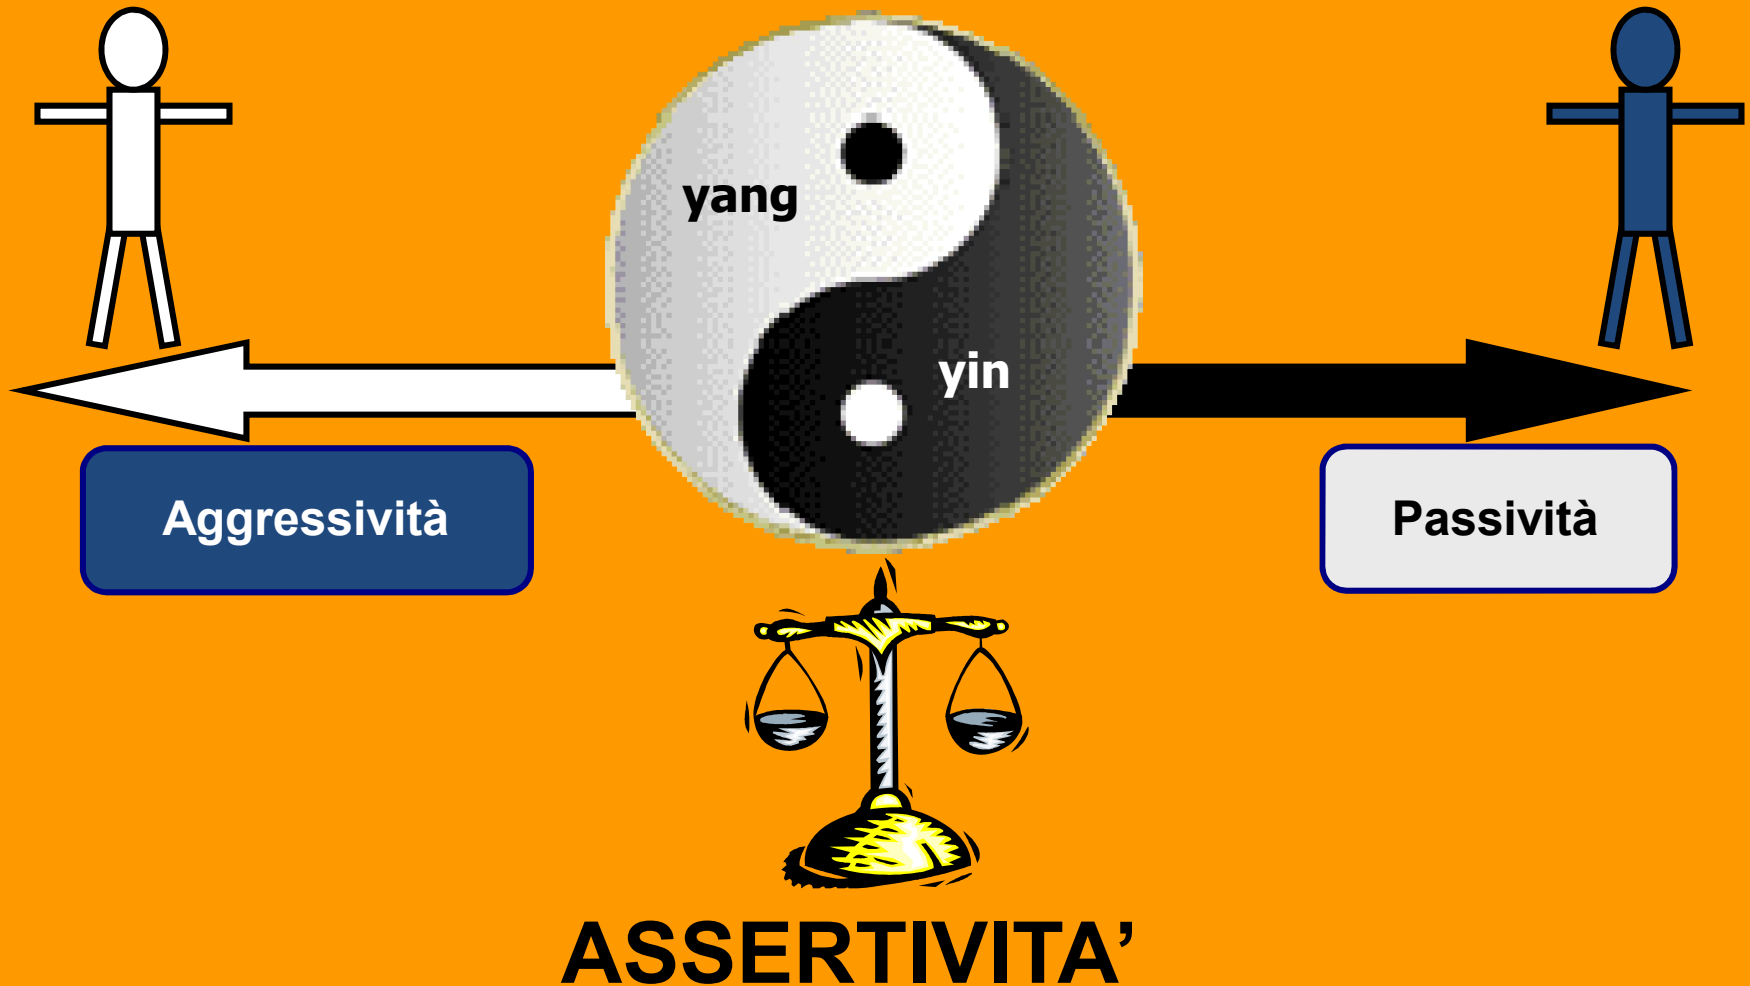 yang
yin
Aggressività
Passività
ASSERTIVITA’